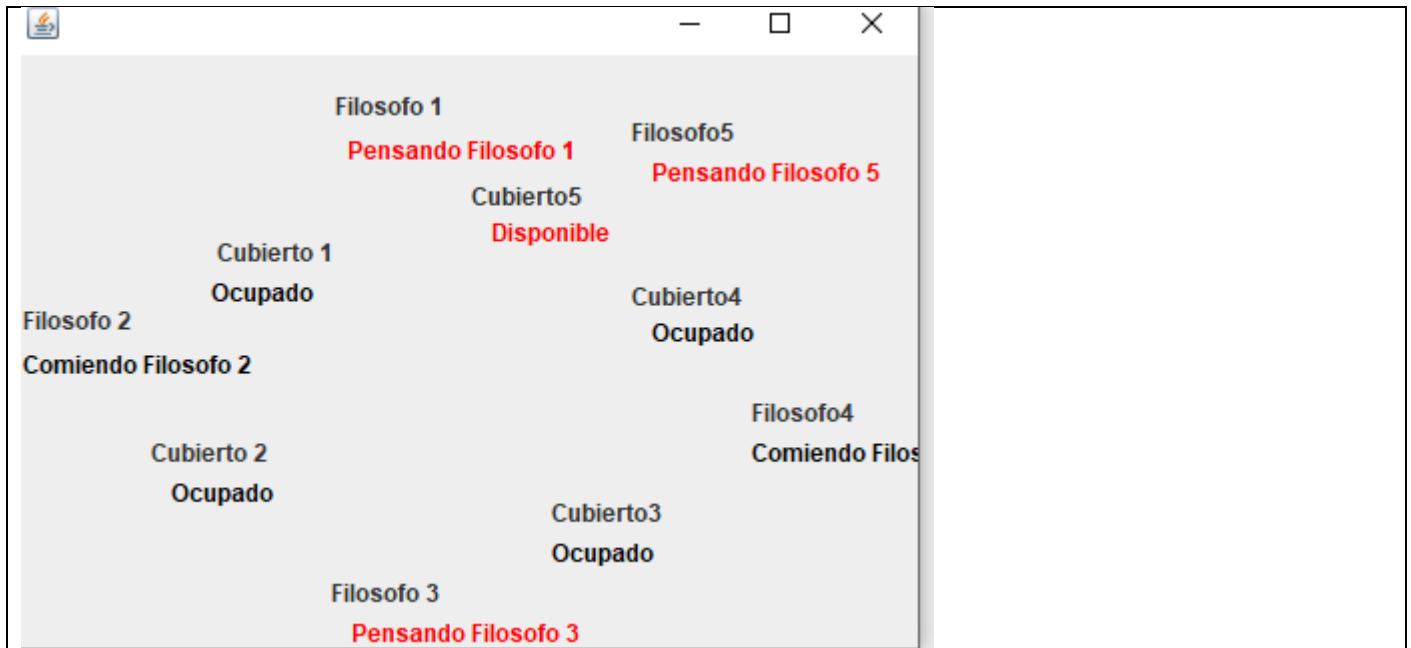 Filosofo 1
Filosofo5
Pensando Filosofo 1
Pensando Filosofo 5
Cubierto5
Disponible
Cubierto 1
Ocupado
Cubierto4
Filosofo 2
Ocupado
Comiendo Filosofo 2
Filosofo4
Cubierto 2
Comiendo Filos
Ocupado
Cubierto3
Ocupado
Filosofo 3
Pensando Filosofo 3